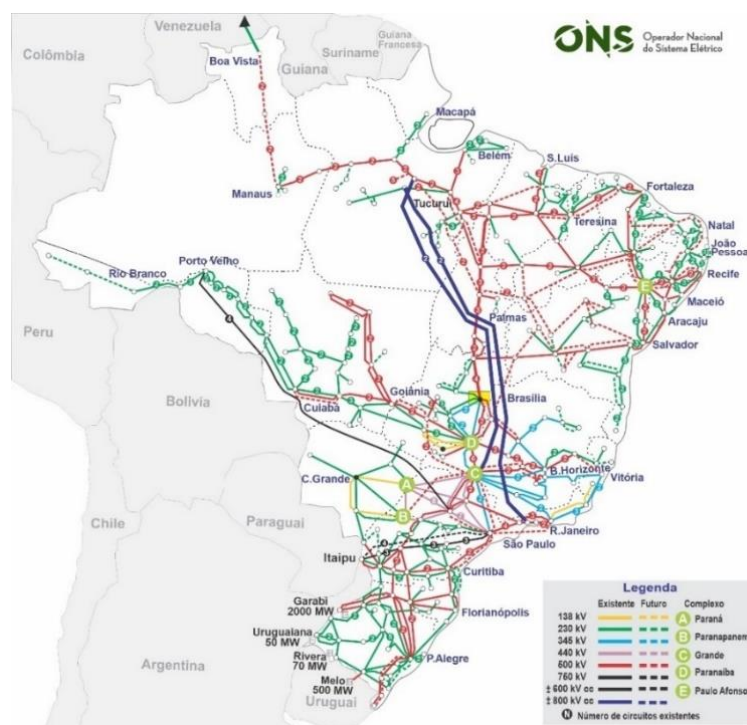 ONS
Operador Nacional
do Sistema Elétrico
Venezuela
Guiana
Francesa
Suriname
Guiana
Colômbia
Boa Vista
Macapá
Belém
S.Luis
Fortaleza
Manaus
Tucuruí
Teresina
Natal
João
Pessoa
Recife
Maceió
Aracaju
Salvador
Porto Velho
Rio Branco
Palmas
Peru
Bolivia
Cuiabá
Goiânia
Brasília
E
D
C
A
B
C.Grande
B.Horizonte
Vitória
R.Janeiro
São Paulo
Paraguai
Chile
Itaipu
Curitiba
Garabi
2000 MW
Florianópolis
Uruguaiana
50 MW
Rivera
70 MW
P.Alegre
Melo
500 MW
Argentina
Uruguai
Legenda
Existente Futuro Complexo
138 kV A Paraná
230 kV B Paranapanem
345 kV
440 kV C Grande
500 kV
750 kV D Paranaíba
± 600 kV cc
± 800 kV cc E Paulo Afonso
N Número de circuitos existentes